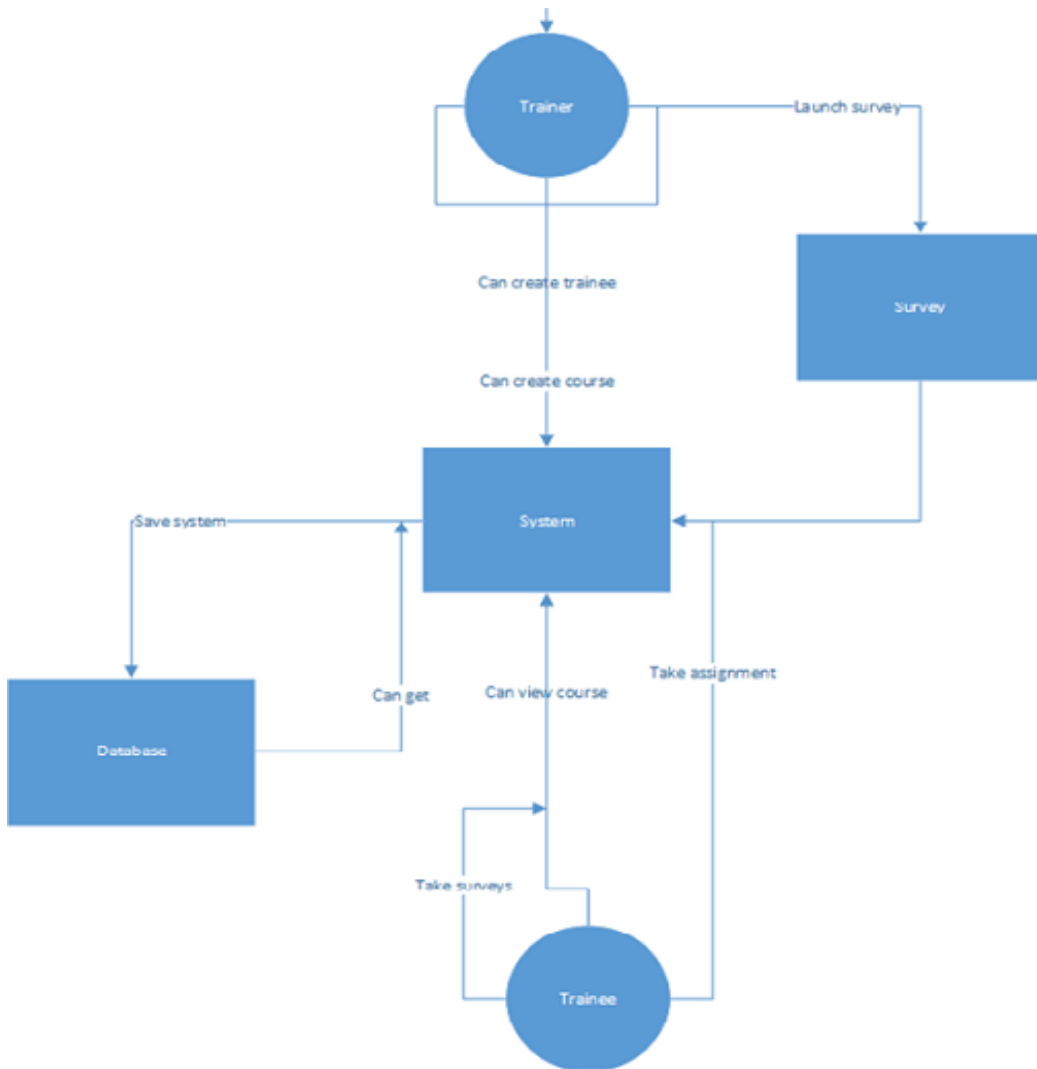 Trainer
Launch survey
Can create trainee
Survey
Can create course
Save system
System
Take assignment
Can get
Can view course
Database
Take surveys
Trainee